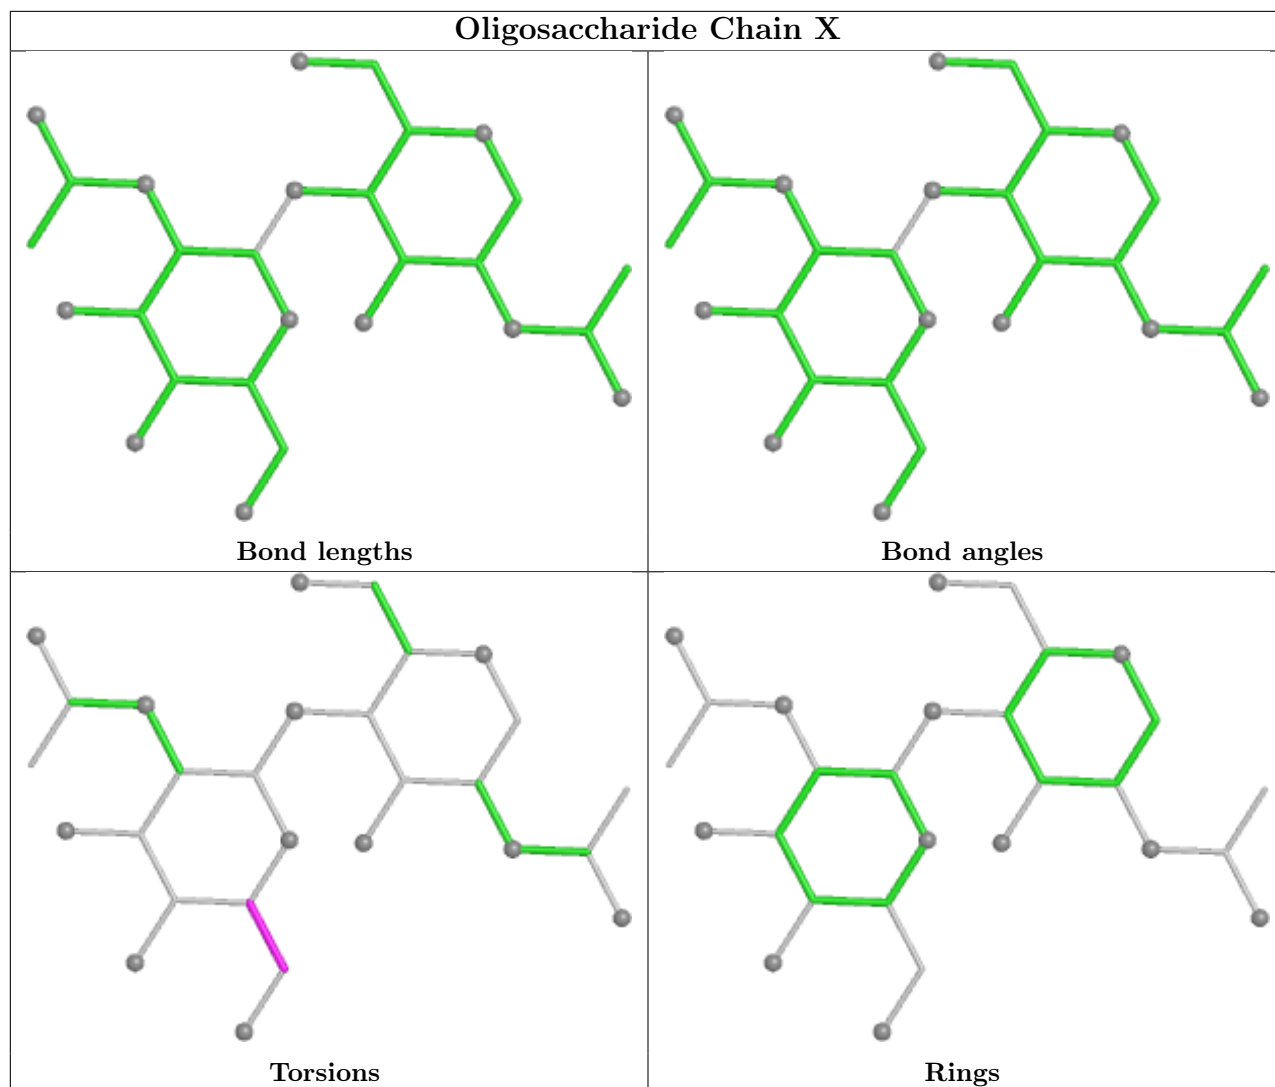 Oligosaccharide Chain X
Bond lengths
Bond angles
Torsions
Rings